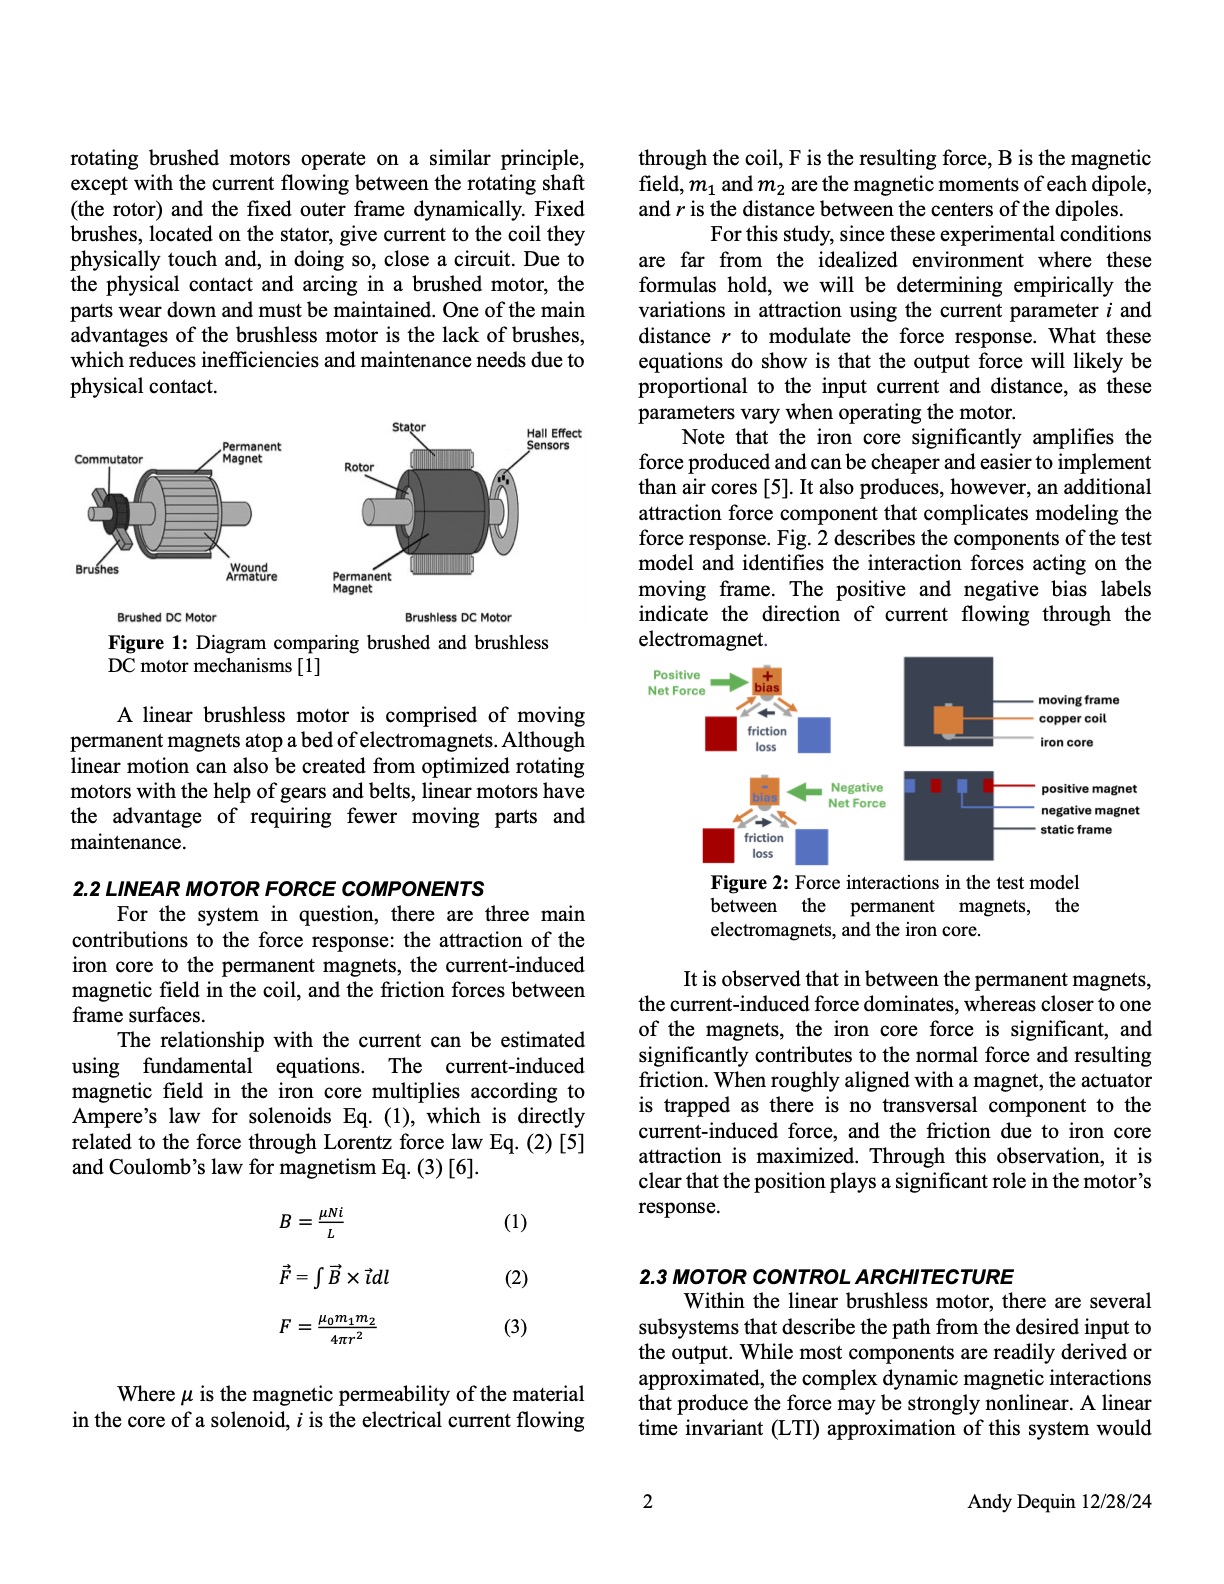 rotating brushed motors operate on a similar principle,
except with the current flowing between the rotating shaft
(the rotor) and the fixed outer frame dynamically. Fixed
brushes, located on the stator, give current to the coil they
physically touch and, in doing so, close a circuit. Due to
the physical contact and arcing in a brushed motor, the
parts wear down and must be maintained. One of the main
advantages of the brushless motor is the lack of brushes,
which reduces inefficiencies and maintenance needs due to
physical contact.
Commutator
Permanent
Magnet
Brushes
Wound
Armature
Brushed DC Motor
Stator
Hall Effect
Sensors
Rotor
Permanent
Magnet
Brushless DC Motor
Figure 1: Diagram comparing brushed and brushless
DC motor mechanisms [1]
A linear brushless motor is comprised of moving
permanent magnets atop a bed of electromagnets. Although
linear motion can also be created from optimized rotating
motors with the help of gears and belts, linear motors have
the advantage of requiring fewer moving parts and
maintenance.
2.2 LINEAR MOTOR FORCE COMPONENTS
For the system in question, there are three main
contributions to the force response: the attraction of the
iron core to the permanent magnets, the current-induced
magnetic field in the coil, and the friction forces between
frame surfaces.
The relationship with the current can be estimated
using fundamental equations. The current-induced
magnetic field in the iron core multiplies according to
Ampere's law for solenoids Eq. (1), which is directly
related to the force through Lorentz force law Eq. (2) [5]
and Coulomb's law for magnetism Eq. (3) [6].
B = μNi / L (1)
F⃗ = ∫ B⃗ × i⃗dl (2)
F = μ₀m₁m₂ / 4πr² (3)
Where μ is the magnetic permeability of the material
in the core of a solenoid, i is the electrical current flowing
through the coil, F is the resulting force, B is the magnetic
field, m₁ and m₂ are the magnetic moments of each dipole,
and r is the distance between the centers of the dipoles.
For this study, since these experimental conditions
are far from the idealized environment where these
formulas hold, we will be determining empirically the
variations in attraction using the current parameter i and
distance r to modulate the force response. What these
equations do show is that the output force will likely be
proportional to the input current and distance, as these
parameters vary when operating the motor.
Note that the iron core significantly amplifies the
force produced and can be cheaper and easier to implement
than air cores [5]. It also produces, however, an additional
attraction force component that complicates modeling the
force response. Fig. 2 describes the components of the test
model and identifies the interaction forces acting on the
moving frame. The positive and negative bias labels
indicate the direction of current flowing through the
electromagnet.
Positive
Net Force
+
bias
friction
loss
-
bias
Negative
Net Force
friction
loss
moving frame
copper coil
iron core
positive magnet
negative magnet
static frame
Figure 2: Force interactions in the test model
between the permanent magnets, the
electromagnets, and the iron core.
It is observed that in between the permanent magnets,
the current-induced force dominates, whereas closer to one
of the magnets, the iron core force is significant, and
significantly contributes to the normal force and resulting
friction. When roughly aligned with a magnet, the actuator
is trapped as there is no transversal component to the
current-induced force, and the friction due to iron core
attraction is maximized. Through this observation, it is
clear that the position plays a significant role in the motor's
response.
2.3 MOTOR CONTROL ARCHITECTURE
Within the linear brushless motor, there are several
subsystems that describe the path from the desired input to
the output. While most components are readily derived or
approximated, the complex dynamic magnetic interactions
that produce the force may be strongly nonlinear. A linear
time invariant (LTI) approximation of this system would
2
Andy Dequin 12/28/24